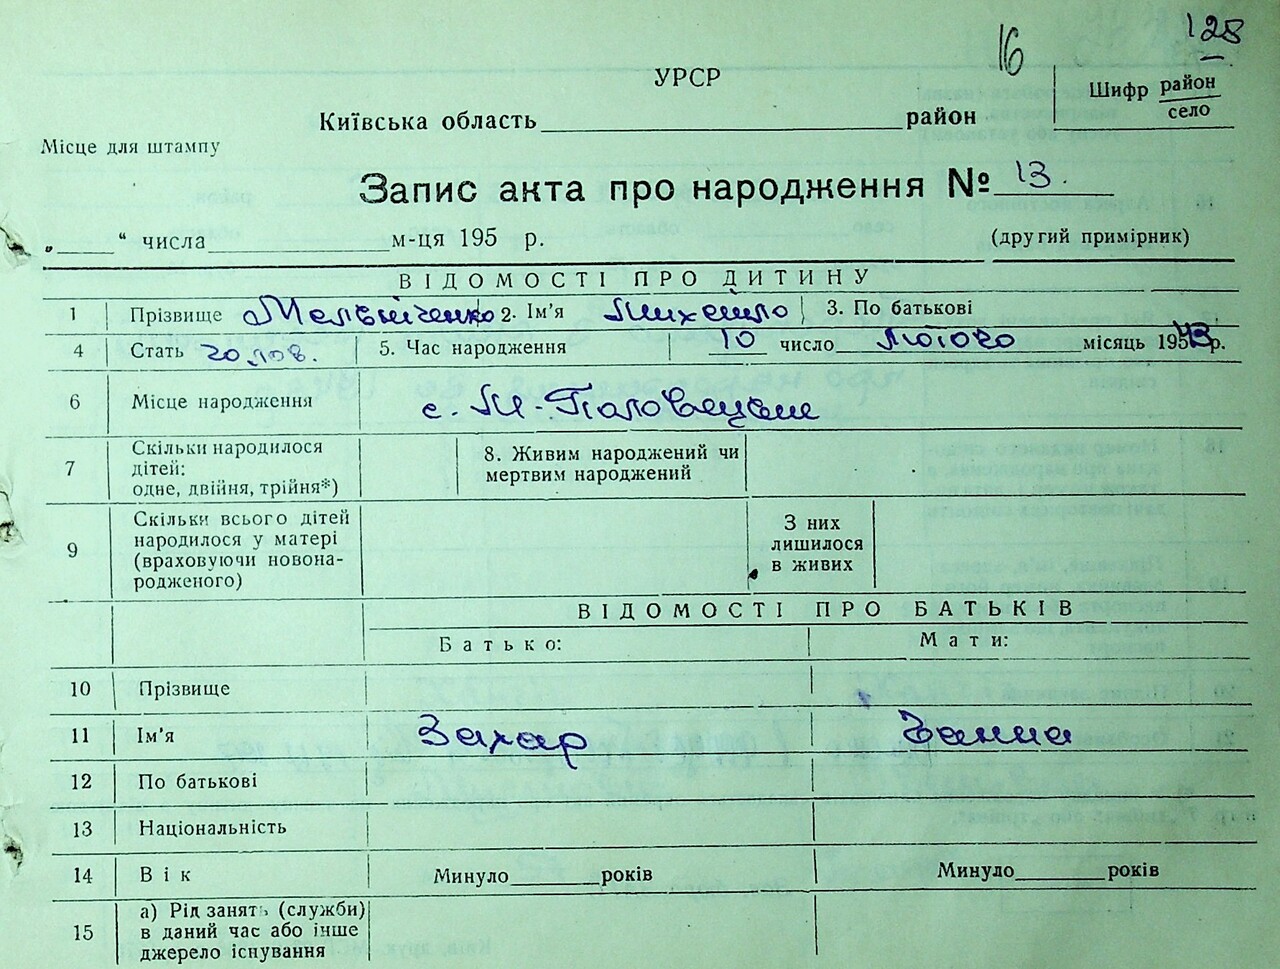 16 128
УРСР
Київська область район Шифр район село
Місце для штампу
Запис акта про народження № 13.
„ “ числа м-ця 195 р. (другий примірник)
ВІДОМОСТІ ПРО ДИТИНУ
1 Прізвище Мельніченко 2. Ім'я Михайло 3. По батькові
4 Стать чолов. 5. Час народження 10 число лютого місяць 195 р.
6 Місце народження с. М-Половецьке
7 Скільки народилося дітей: одне, двійня, трійня*) 8. Живим народжений чи мертвим народжений
9 Скільки всього дітей народилося у матері (враховуючи новонародженого) З них лишилося в живих
ВІДОМОСТІ ПРО БАТЬКІВ
Батько: Мати:
10 Прізвище
11 Ім'я Захар Ганна
12 По батькові
13 Національність
14 Вік Минуло років Минуло років
15 а) Рід занять (служби) в даний час або інше джерело існування